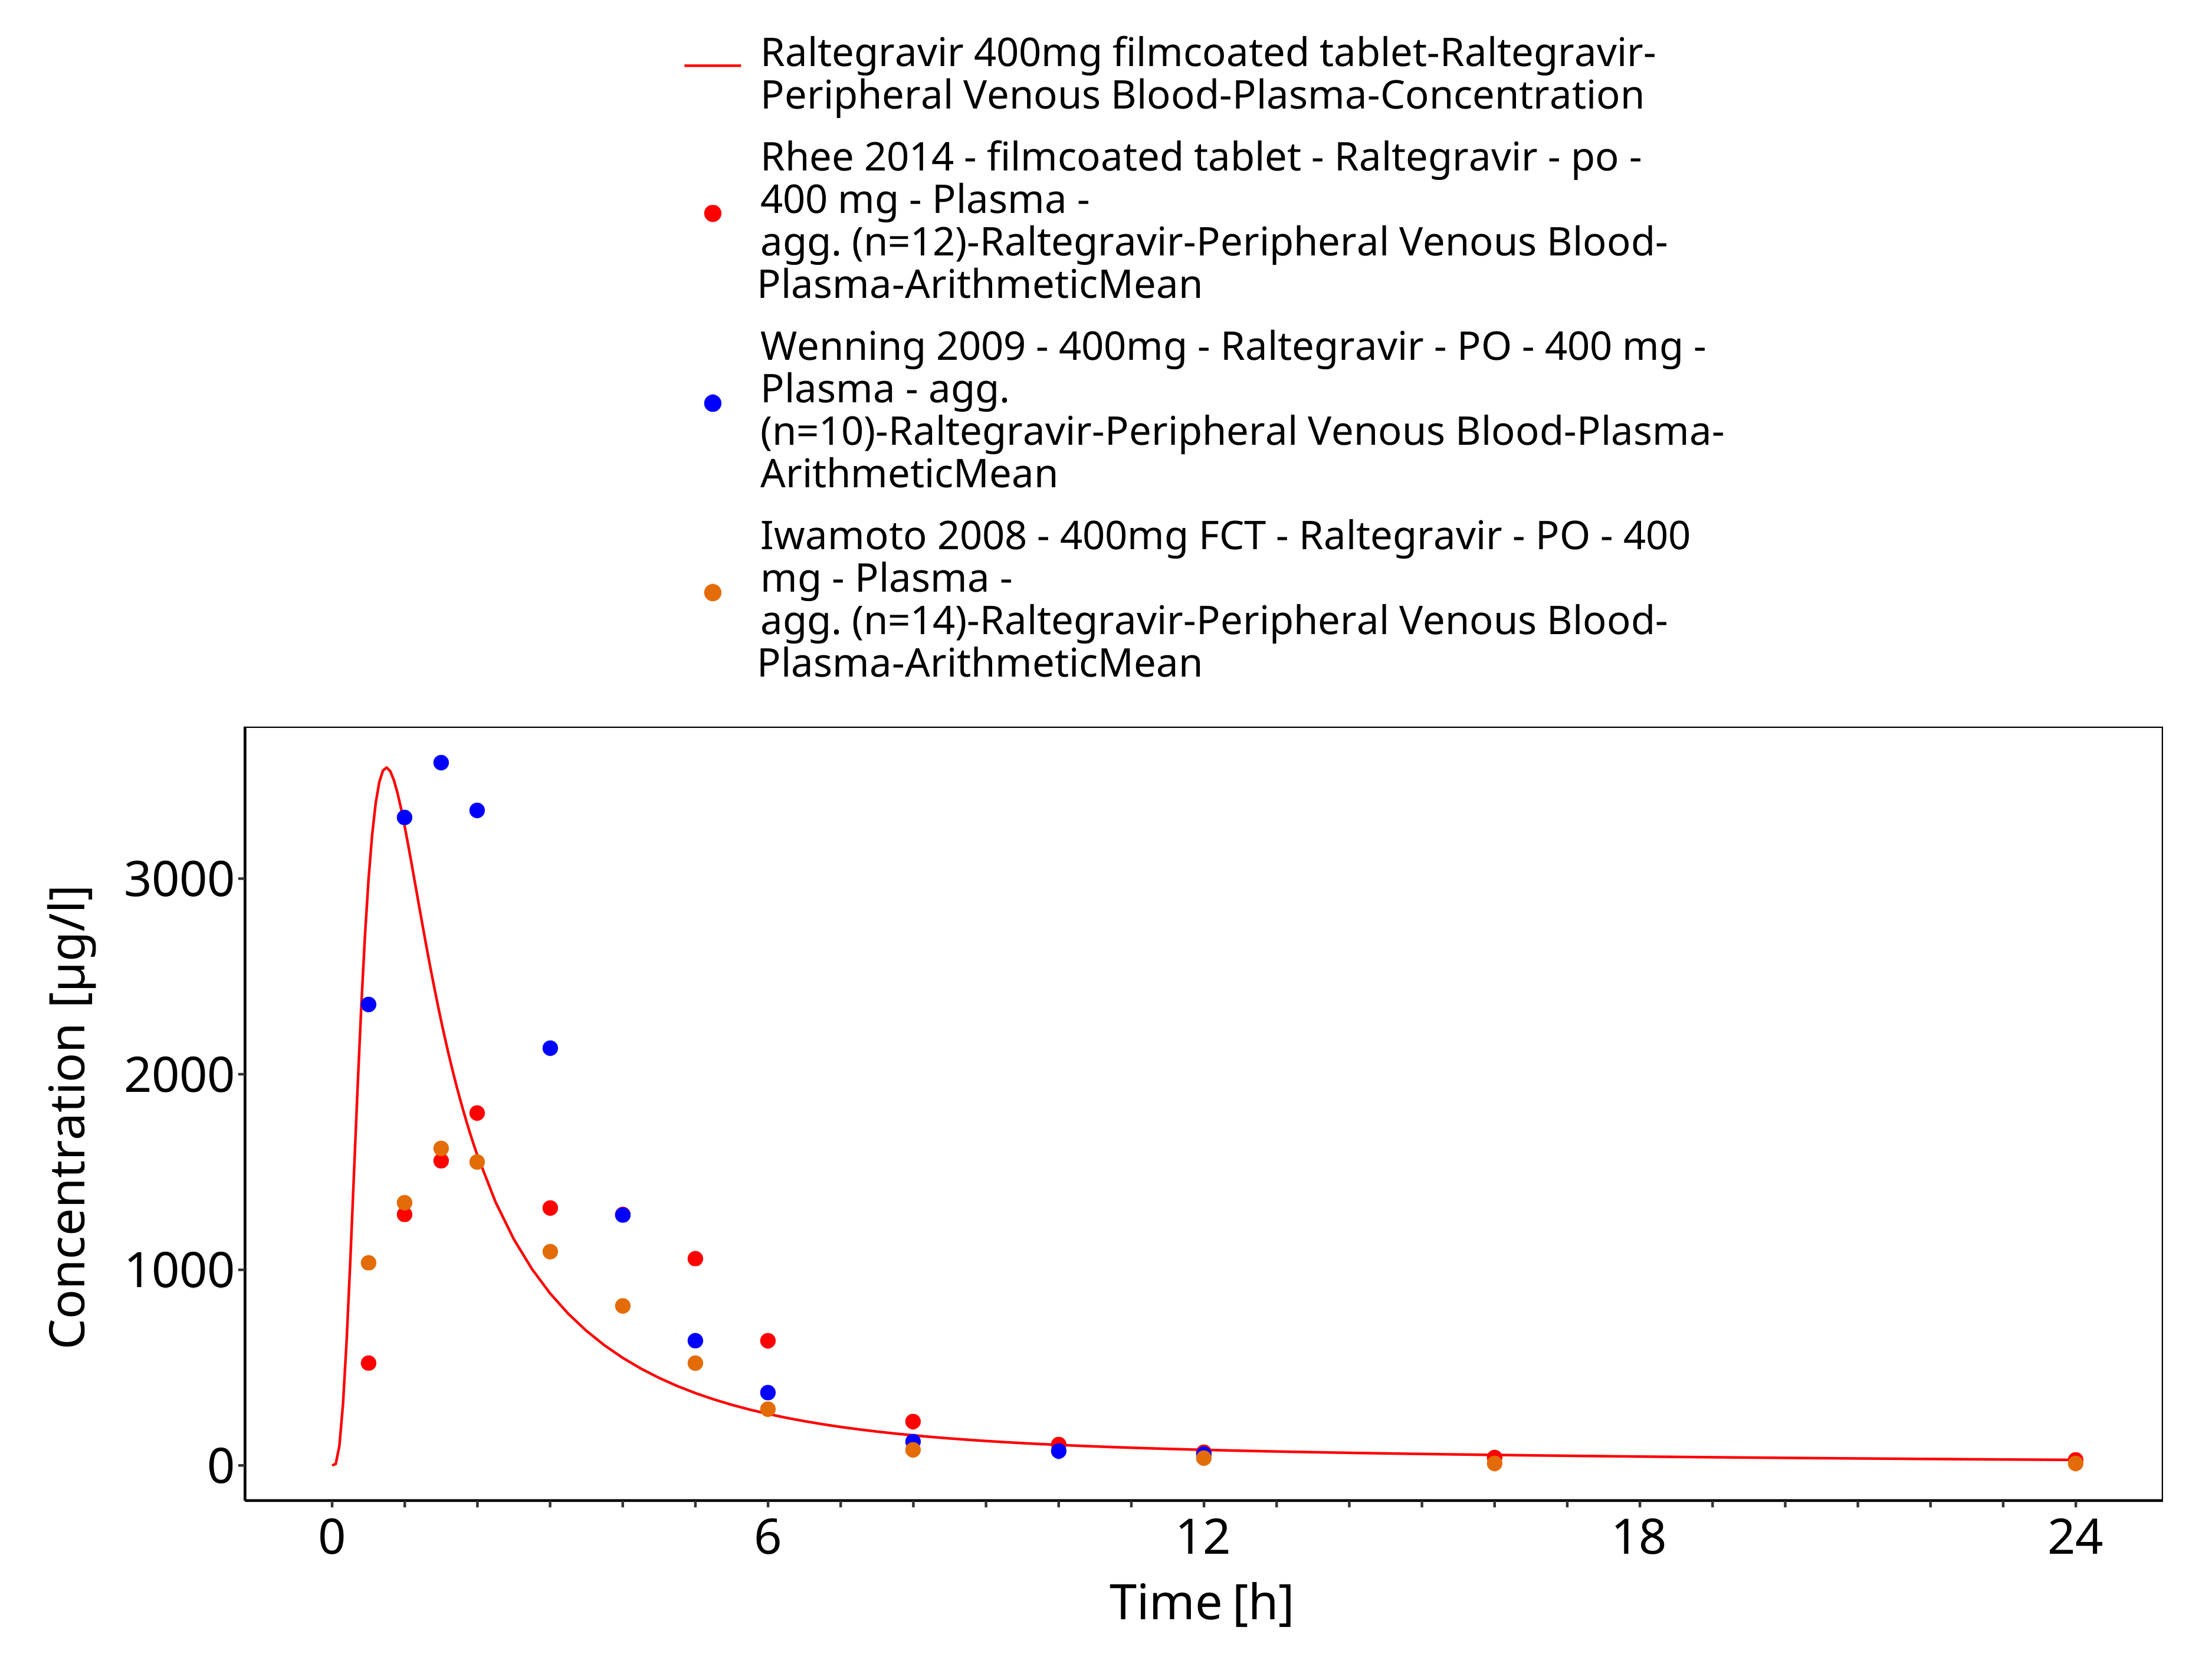 Raltegravir 400mg filmcoated tablet-Raltegravir-
Peripheral Venous Blood-Plasma-Concentration
Rhee 2014 - filmcoated tablet - Raltegravir - po -
400 mg - Plasma -
agg. (n=12)-Raltegravir-Peripheral Venous Blood-
Plasma-ArithmeticMean
Wenning 2009 - 400mg - Raltegravir - PO - 400 mg -
Plasma - agg.
(n=10)-Raltegravir-Peripheral Venous Blood-Plasma-
ArithmeticMean
Iwamoto 2008 - 400mg FCT - Raltegravir - PO - 400
mg - Plasma -
agg. (n=14)-Raltegravir-Peripheral Venous Blood-
Plasma-ArithmeticMean
Concentration [µg/l]
3000
2000
1000
0
0 6 12 18 24
Time [h]